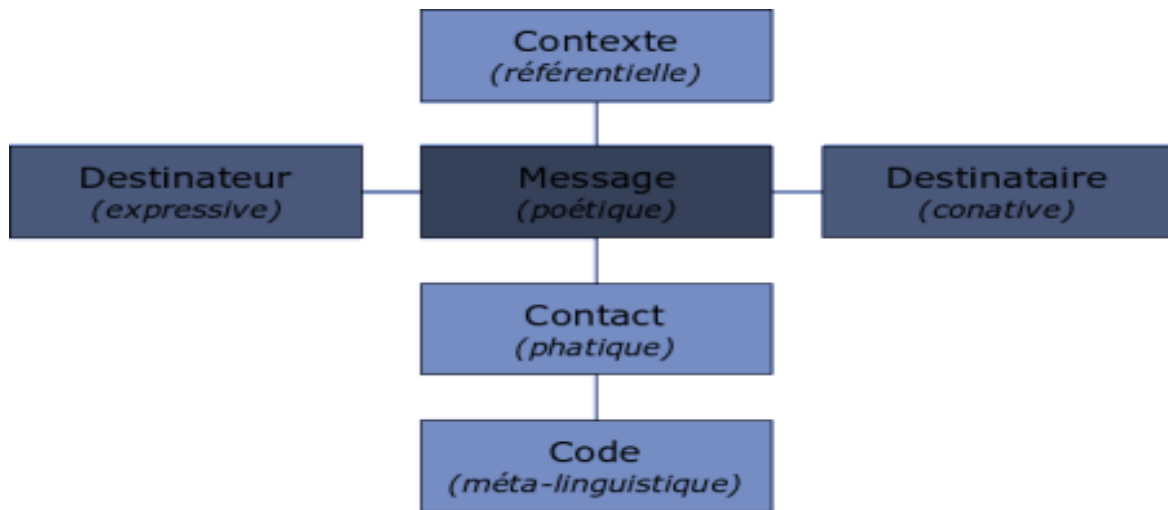 Contexte
(référentielle)
Destinateur
(expressive)
Message
(poétique)
Destinataire
(conative)
Contact
(phatique)
Code
(méta-linguistique)